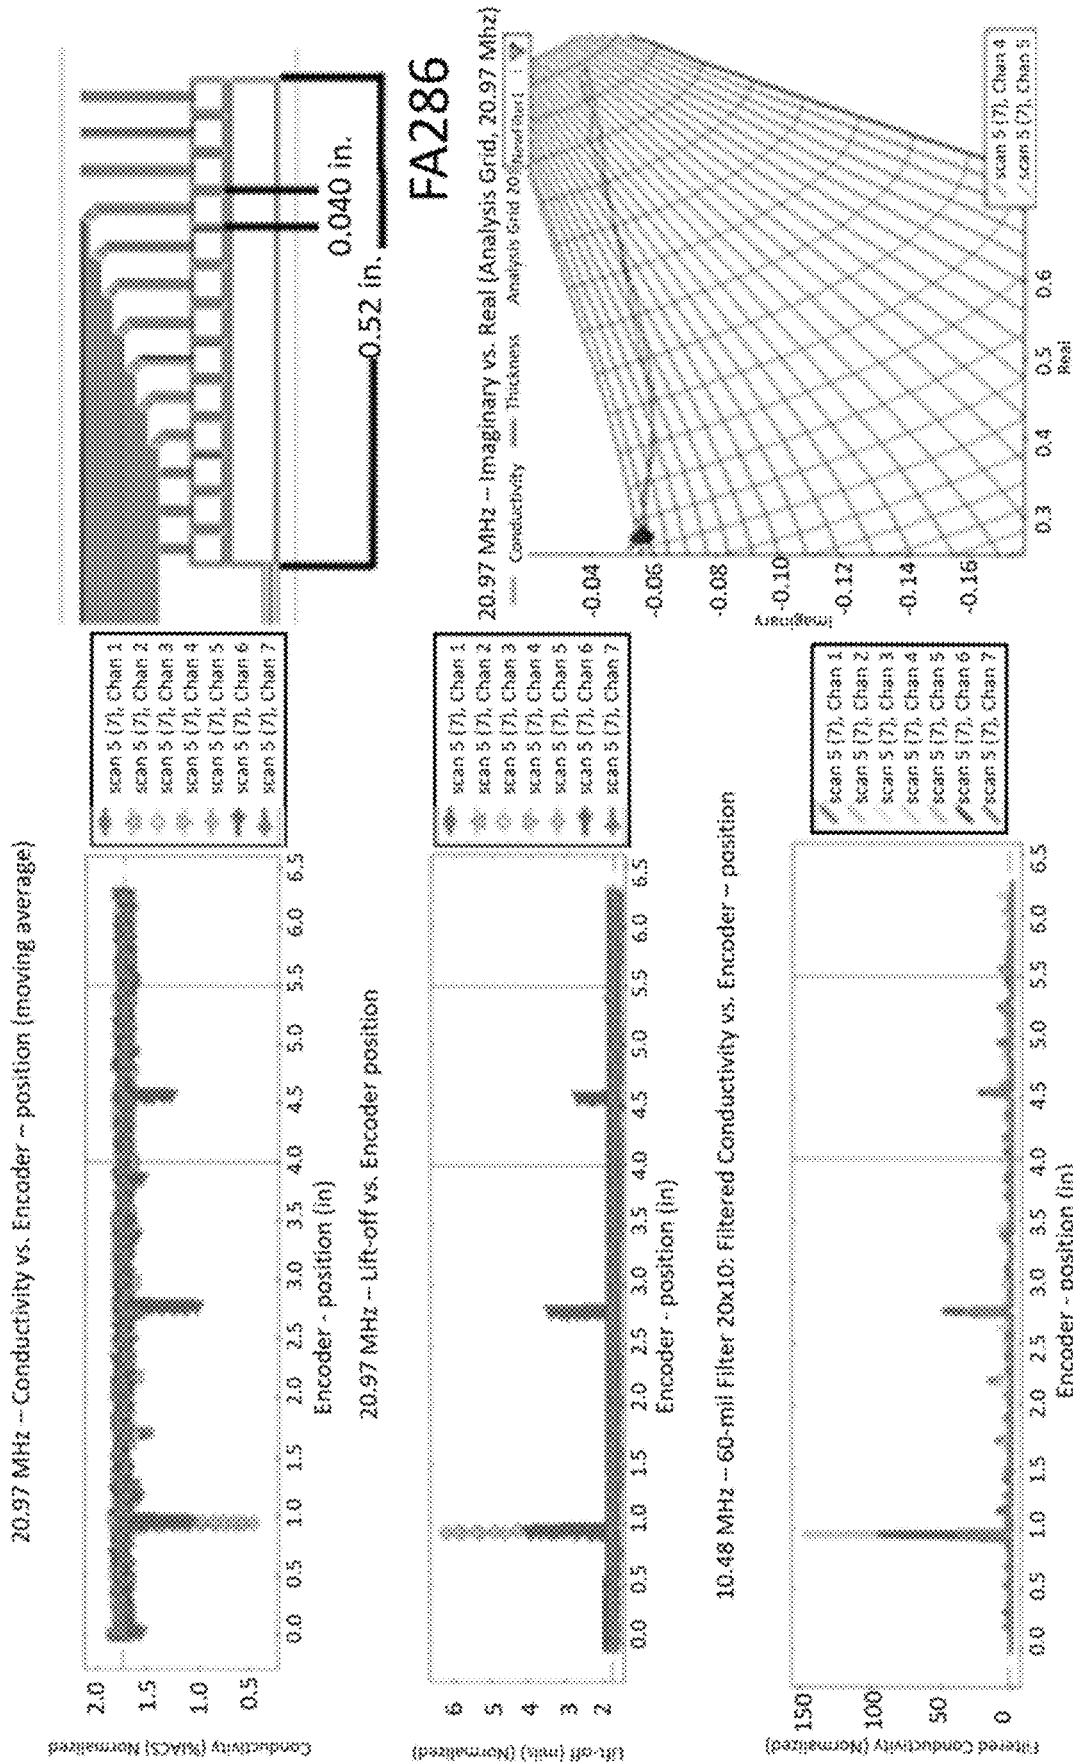 20.97 MHz – Conductivity vs. Encoder – position (moving average)
Conductivity (%IACS) Normalized
2.0
1.5
1.0
0.5
0.0 0.5 1.0 1.5 2.0 2.5 3.0 3.5 4.0 4.5 5.0 5.5 6.0 6.5
Encoder - position (in)
scan 5 (7), Chan 1
scan 5 (7), Chan 2
scan 5 (7), Chan 3
scan 5 (7), Chan 4
scan 5 (7), Chan 5
scan 5 (7), Chan 6
scan 5 (7), Chan 7
20.97 MHz – Lift-off vs. Encoder position
Lift-off (mils) (Normalized)
6
5
4
3
2
0.0 0.5 1.0 1.5 2.0 2.5 3.0 3.5 4.0 4.5 5.0 5.5 6.0 6.5
Encoder - position (in)
scan 5 (7), Chan 1
scan 5 (7), Chan 2
scan 5 (7), Chan 3
scan 5 (7), Chan 4
scan 5 (7), Chan 5
scan 5 (7), Chan 6
scan 5 (7), Chan 7
10.48 MHz – 60-mil Filter 20x10: Filtered Conductivity vs. Encoder – position
Filtered Conductivity (Normalized)
150
100
50
0
0.0 0.5 1.0 1.5 2.0 2.5 3.0 3.5 4.0 4.5 5.0 5.5 6.0 6.5
Encoder - position (in)
scan 5 (7), Chan 1
scan 5 (7), Chan 2
scan 5 (7), Chan 3
scan 5 (7), Chan 4
scan 5 (7), Chan 5
scan 5 (7), Chan 6
scan 5 (7), Chan 7
0.040 in.
0.52 in.
FA286
20.97 MHz – Imaginary vs. Real (Analysis Grid, 20.97 Mhz)
Conductivity Thickness Analysis Grid 20
Imaginary
-0.04
-0.06
-0.08
-0.10
-0.12
-0.14
-0.16
0.3 0.4 0.5 0.6
Real
scan 5 (7), Chan 4
scan 5 (7), Chan 5